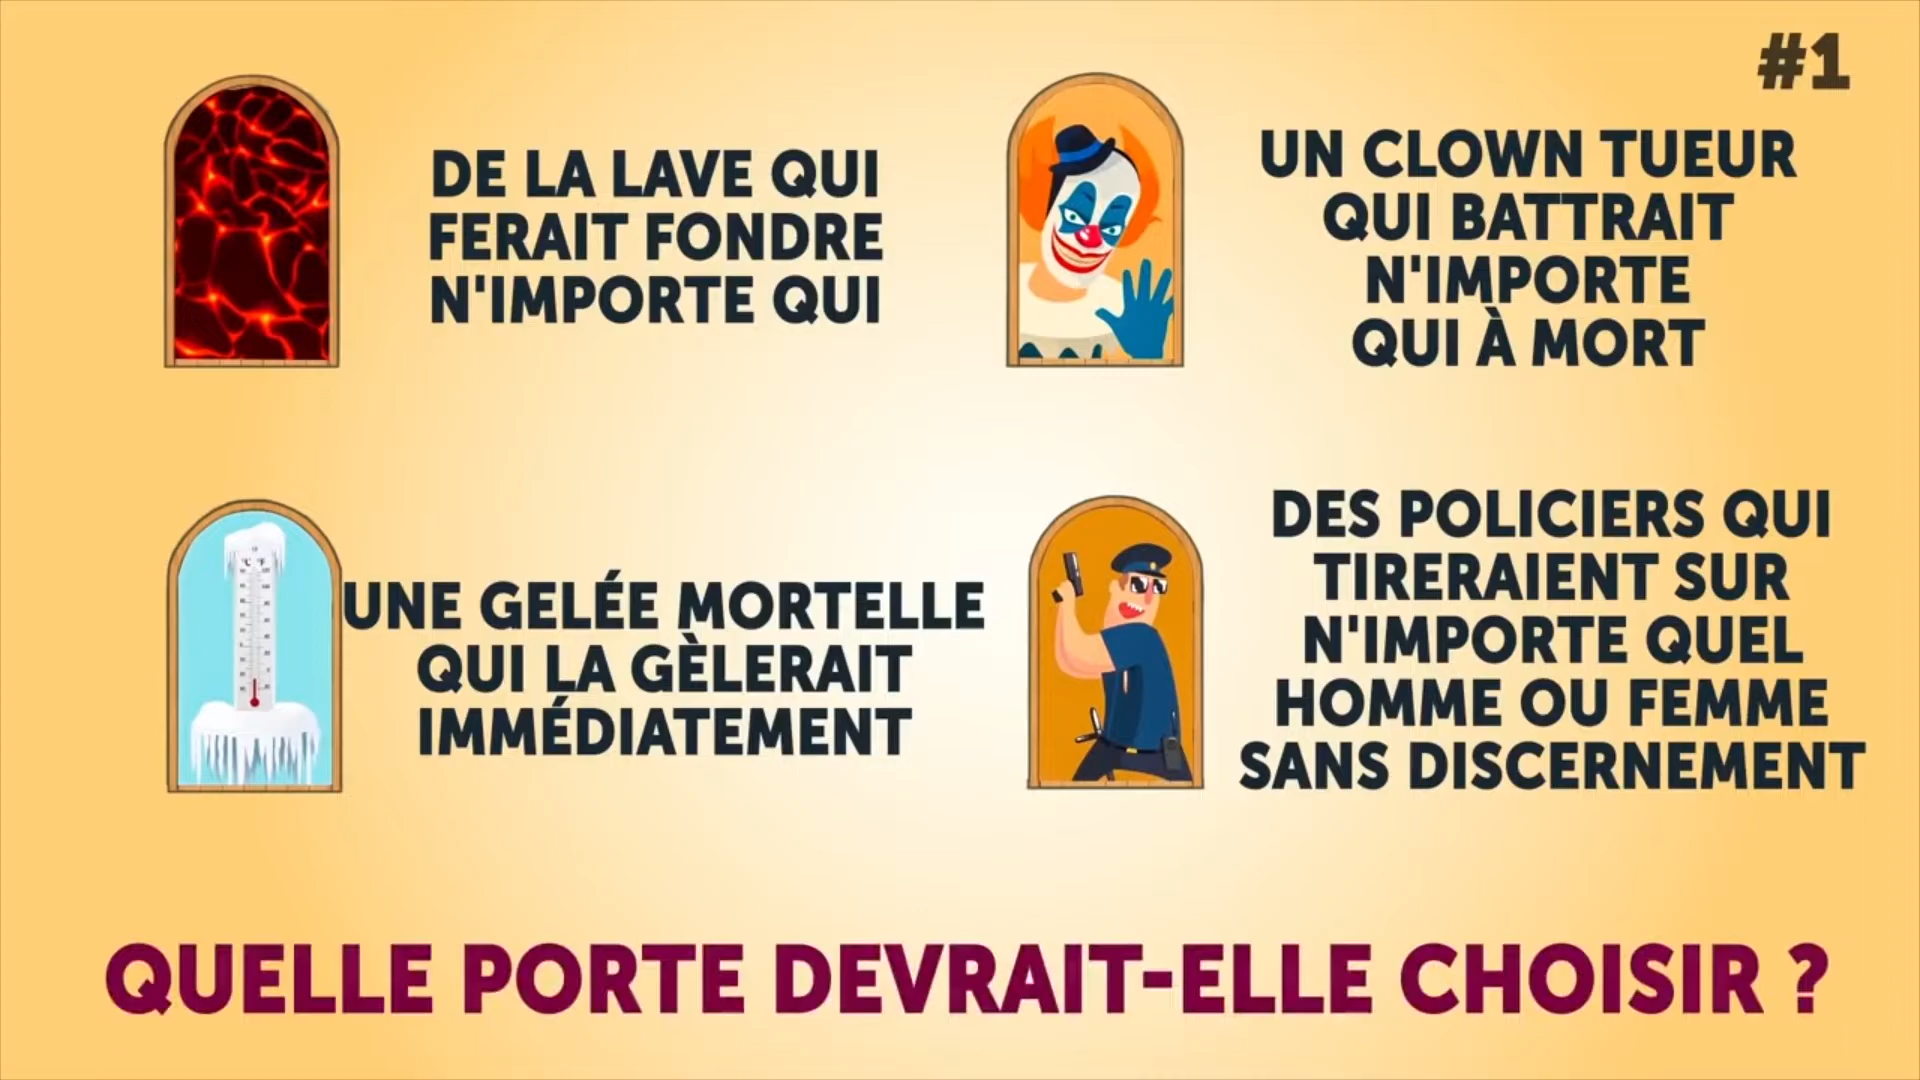 #1
DE LA LAVE QUI
FERAIT FONDRE
N'IMPORTE QUI
UN CLOWN TUEUR
QUI BATTRAIT
N'IMPORTE
QUI À MORT
UNE GELÉE MORTELLE
QUI LA GÈLERAIT
IMMÉDIATEMENT
DES POLICIERS QUI
TIRERAIENT SUR
N'IMPORTE QUEL
HOMME OU FEMME
SANS DISCERNEMENT
QUELLE PORTE DEVRAIT-ELLE CHOISIR ?